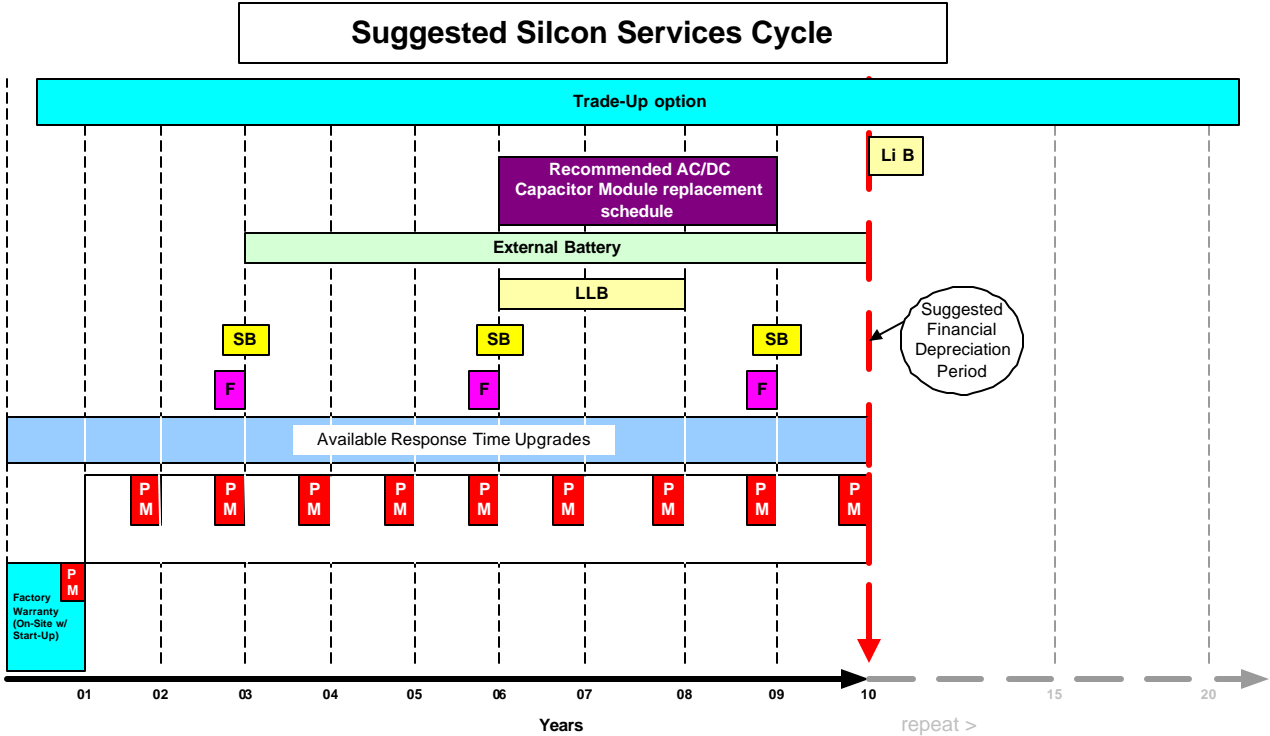 Suggested Silcon Services Cycle
Trade-Up option
Li B
Recommended AC/DC
Capacitor Module replacement
schedule
External Battery
LLB
Suggested
Financial
Depreciation
Period
SB
SB
SB
F
F
F
Available Response Time Upgrades
P
M
P
M
P
M
P
M
P
M
P
M
P
M
P
M
P
M
P
M
Factory
Warranty
(On-Site w/
Start-Up)
01 02 03 04 05 06 07 08 09 10 15 20
Years
repeat >